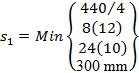 s₁ = Min {
440/4
8(12)
24(10)
300 mm